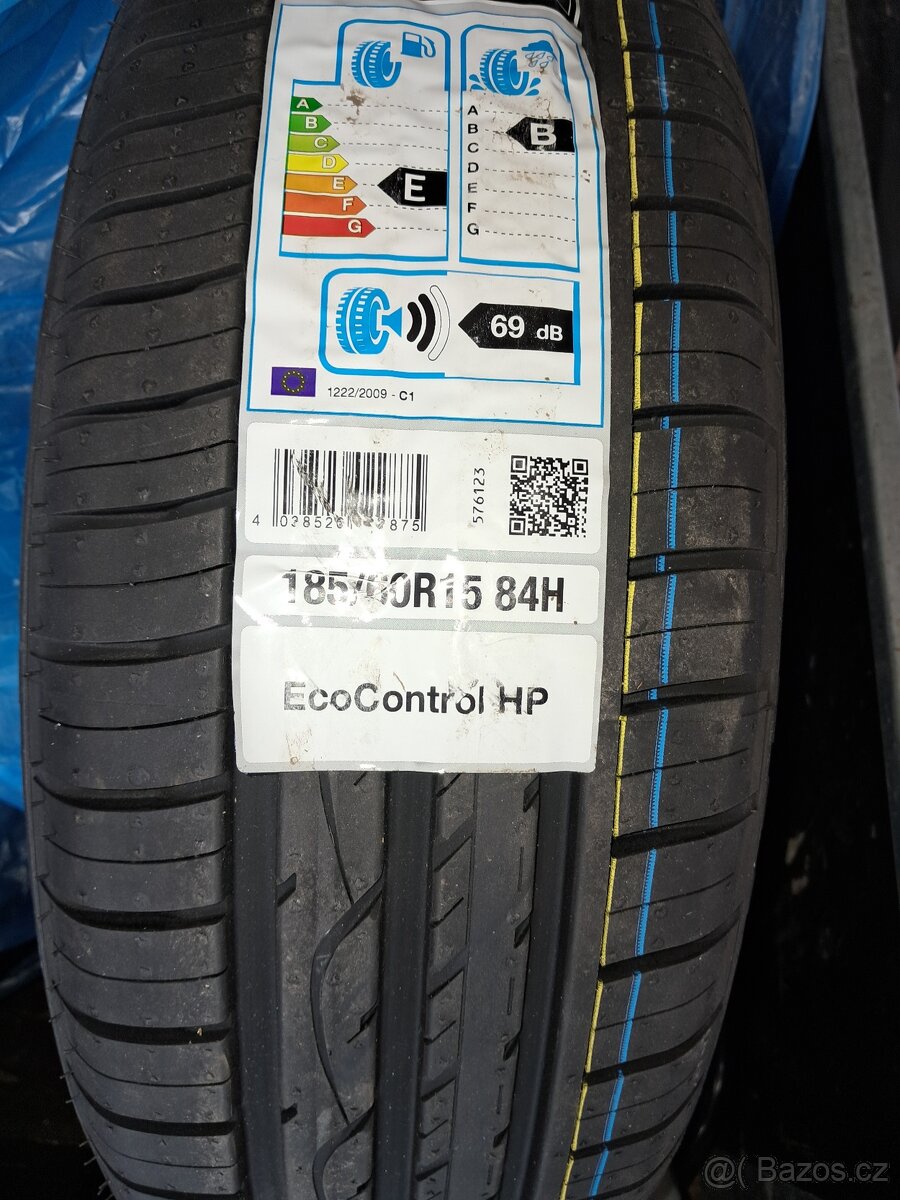 A
B
C
D
E
F
G
E
A
B
C
D
E
F
G
B
69 dB
1222/2009 - C1
576123
185/60R15 84H
EcoControl HP
@( Bazos.cz